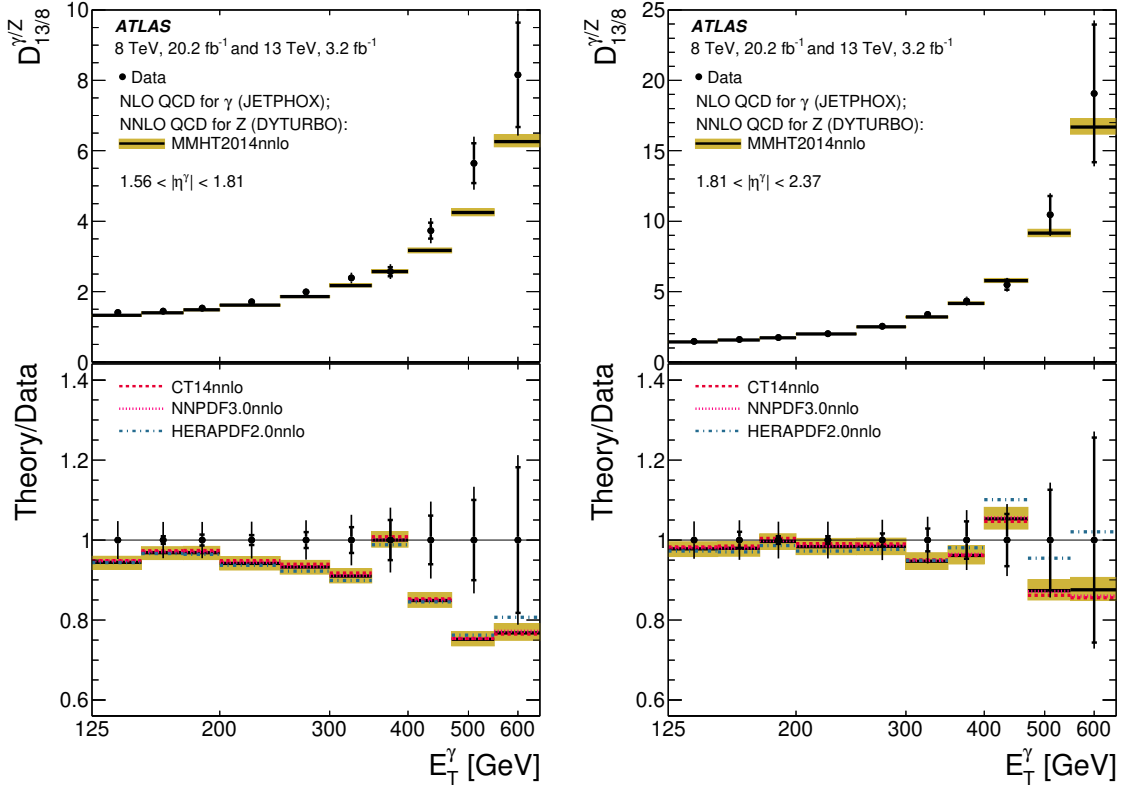 D^{γ/Z}_{13/8}
10
8
6
4
2
0
ATLAS
8 TeV, 20.2 fb⁻¹ and 13 TeV, 3.2 fb⁻¹
Data
NLO QCD for γ (JETPHOX);
NNLO QCD for Z (DYTURBO):
MMHT2014nnlo
1.56 < |η^γ| < 1.81
Theory/Data
1.4
1.2
1
0.8
0.6
CT14nnlo
NNPDF3.0nnlo
HERAPDF2.0nnlo
125 200 300 400 500 600
E_T^γ [GeV]
D^{γ/Z}_{13/8}
25
20
15
10
5
0
ATLAS
8 TeV, 20.2 fb⁻¹ and 13 TeV, 3.2 fb⁻¹
Data
NLO QCD for γ (JETPHOX);
NNLO QCD for Z (DYTURBO):
MMHT2014nnlo
1.81 < |η^γ| < 2.37
Theory/Data
1.4
1.2
1
0.8
0.6
CT14nnlo
NNPDF3.0nnlo
HERAPDF2.0nnlo
125 200 300 400 500 600
E_T^γ [GeV]